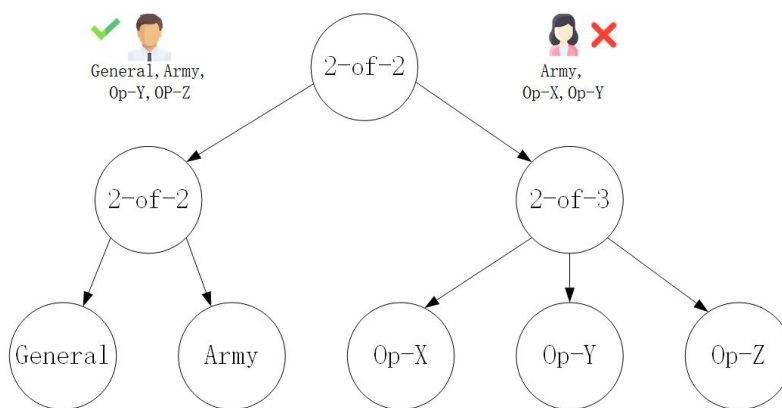 General,Army,
Op-Y,OP-Z
2-of-2
Army,
Op-X,Op-Y
2-of-2
2-of-3
General
Army
Op-X
Op-Y
Op-Z